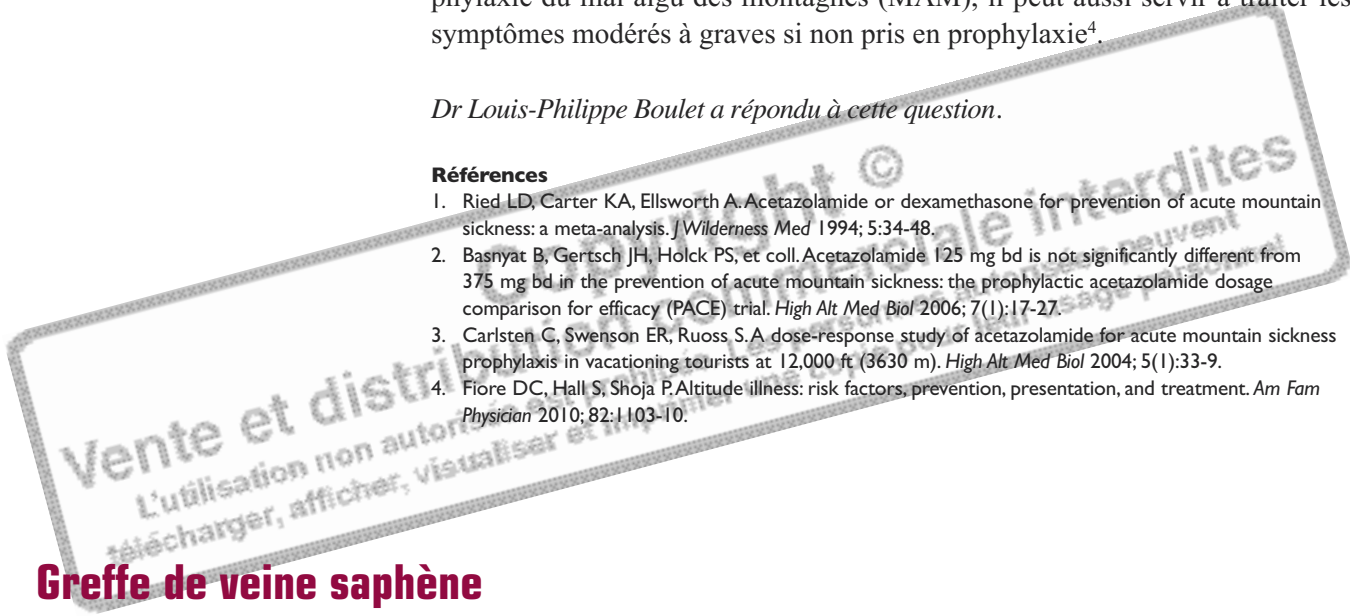 phylaxie du mal aigu des montagnes (MAM), il peut aussi servir à traiter les
symptômes modérés à graves si non pris en prophylaxie⁴.
Dr Louis-Philippe Boulet a répondu à cette question.
Références
1. Ried LD, Carter KA, Ellsworth A. Acetazolamide or dexamethasone for prevention of acute mountain
sickness: a meta-analysis. J Wilderness Med 1994; 5:34-48.
2. Basnyat B, Gertsch JH, Holck PS, et coll. Acetazolamide 125 mg bd is not significantly different from
375 mg bd in the prevention of acute mountain sickness: the prophylactic acetazolamide dosage
comparison for efficacy (PACE) trial. High Alt Med Biol 2006; 7(1):17-27.
3. Carlsten C, Swenson ER, Ruoss S. A dose-response study of acetazolamide for acute mountain sickness
prophylaxis in vacationing tourists at 12,000 ft (3630 m). High Alt Med Biol 2004; 5(1):33-9.
4. Fiore DC, Hall S, Shoja P. Altitude illness: risk factors, prevention, presentation, and treatment. Am Fam
Physician 2010; 82:1103-10.
Copyright ©
Vente et distribution commerciale interdites
L'utilisation non autorisée est prohibée. Les personnes autorisées peuvent
télécharger, afficher, visualiser et imprimer une copie pour leur usage personnel
Greffe de veine saphène